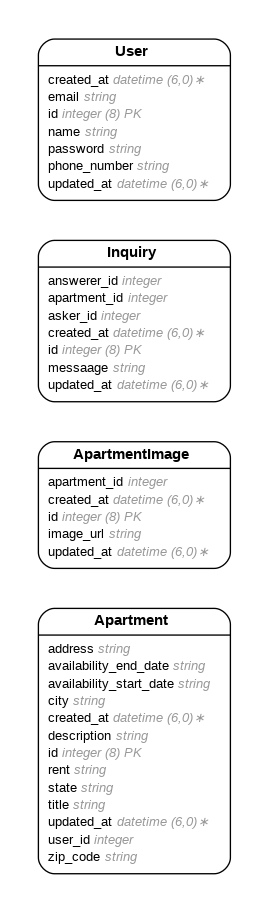 User
created_at datetime (6,0) ∗
email string
id integer (8) PK
name string
password string
phone_number string
updated_at datetime (6,0) ∗
Inquiry
answerer_id integer
apartment_id integer
asker_id integer
created_at datetime (6,0) ∗
id integer (8) PK
messaage string
updated_at datetime (6,0) ∗
ApartmentImage
apartment_id integer
created_at datetime (6,0) ∗
id integer (8) PK
image_url string
updated_at datetime (6,0) ∗
Apartment
address string
availability_end_date string
availability_start_date string
city string
created_at datetime (6,0) ∗
description string
id integer (8) PK
rent string
state string
title string
updated_at datetime (6,0) ∗
user_id integer
zip_code string